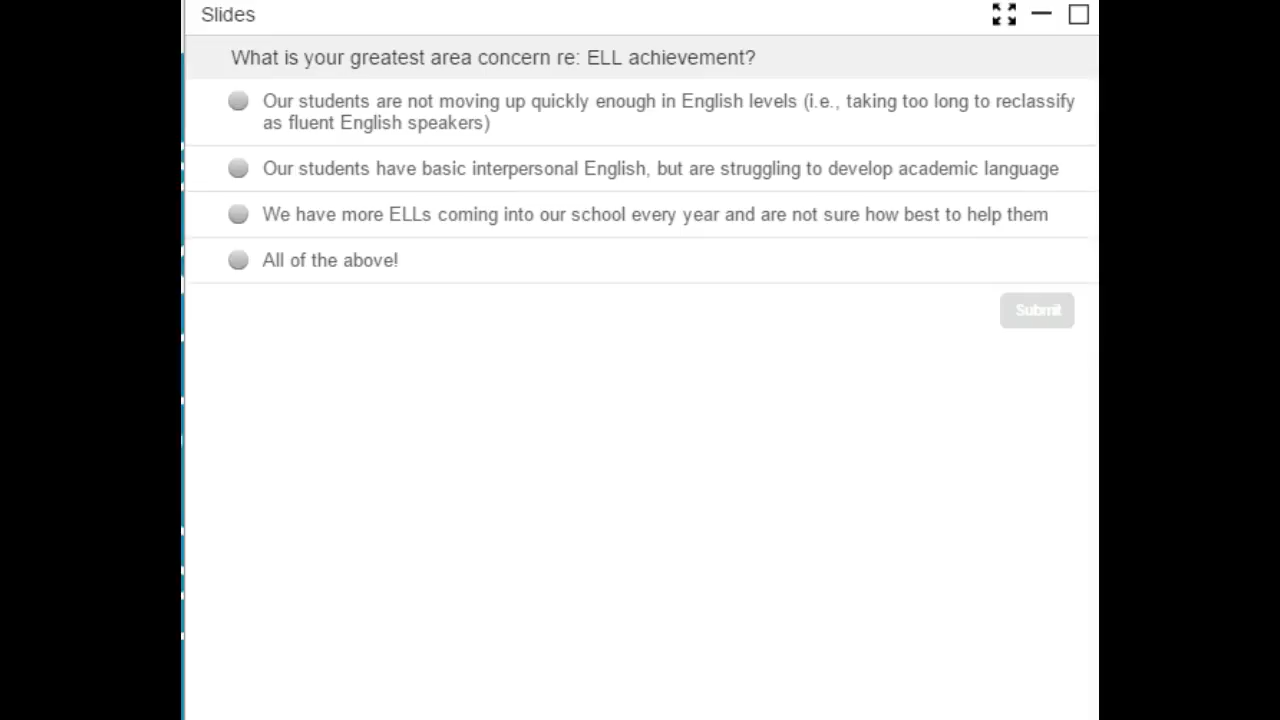 Slides
What is your greatest area concern re: ELL achievement?
Our students are not moving up quickly enough in English levels (i.e., taking too long to reclassify
as fluent English speakers)
Our students have basic interpersonal English, but are struggling to develop academic language
We have more ELLs coming into our school every year and are not sure how best to help them
All of the above!
Submit